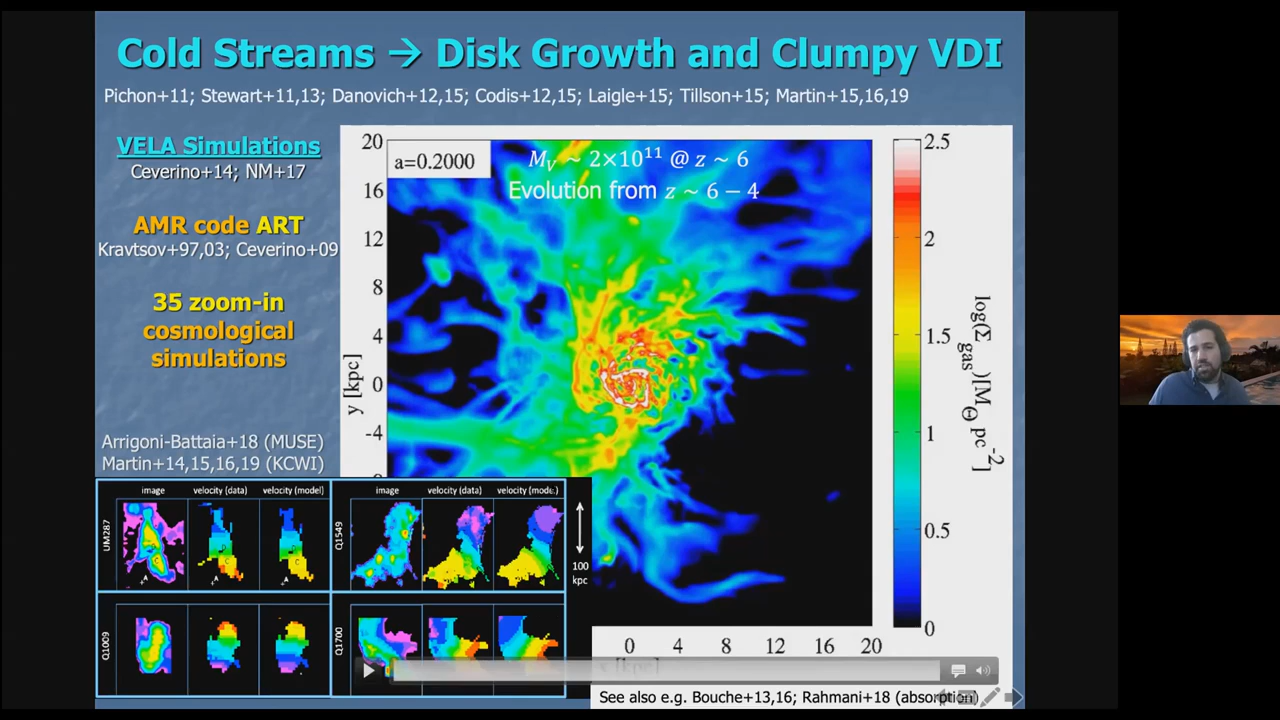 Cold Streams → Disk Growth and Clumpy VDI
Pichon+11; Stewart+11,13; Danovich+12,15; Codis+12,15; Laigle+15; Tillson+15; Martin+15,16,19
VELA Simulations
Ceverino+14; NM+17
AMR code ART
Kravtsov+97,03; Ceverino+09
35 zoom-in
cosmological
simulations
Arrigoni-Battaia+18 (MUSE)
Martin+14,15,16,19 (KCWI)
a=0.2000
M_V ~ 2×10^11 @ z ~ 6
Evolution from z ~ 6 − 4
20
16
12
8
4
0
-4
y [kpc]
0
4
8
12
16
20
2.5
2
1.5
1
0.5
0
log(Σ_gas)[M_Θ pc^-2]
image
velocity (data)
velocity (model)
image
velocity (data)
UM287
Q1549
100
kpc
Q1009
Q1700
See also e.g. Bouche+13,16; Rahmani+18 (absorption)